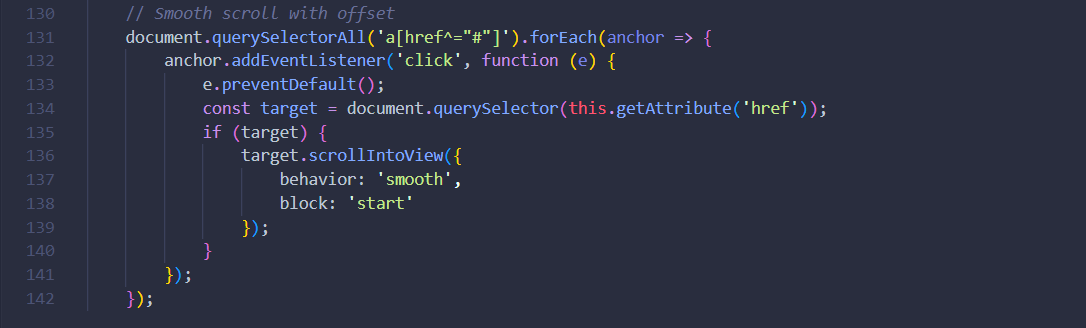 130 // Smooth scroll with offset
131 document.querySelectorAll('a[href^="#"]').forEach(anchor => {
132 anchor.addEventListener('click', function (e) {
133 e.preventDefault();
134 const target = document.querySelector(this.getAttribute('href'));
135 if (target) {
136 target.scrollIntoView({
137 behavior: 'smooth',
138 block: 'start'
139 });
140 }
141 });
142 });